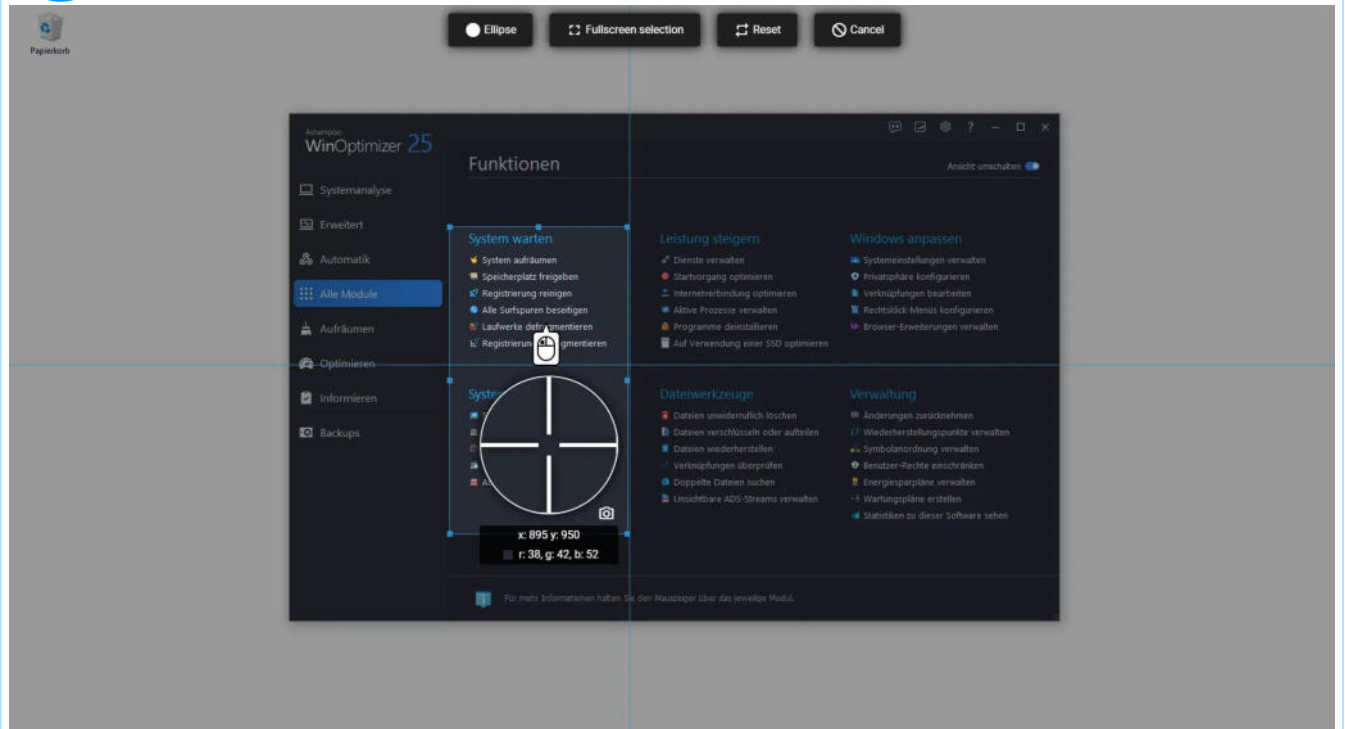 Ellipse
Fullscreen selection
Reset
Cancel
Papierkorb
Ashampoo
WinOptimizer 25
Funktionen
Ansicht umschalten
Systemanalyse
Erweitert
Automatik
Alle Module
Aufräumen
Optimieren
Informieren
Backups
System warten
System aufräumen
Speicherplatz freigeben
Registrierung reinigen
Alle Surfspuren beseitigen
Laufwerke defragmentieren
Registrierun gmentieren
Leistung steigern
Dienste verwalten
Startvorgang optimieren
Internetverbindung optimieren
Aktive Prozesse verwalten
Programme deinstallieren
Auf Verwendung einer SSD optimieren
Windows anpassen
Systemeinstellungen verwalten
Privatsphäre konfigurieren
Verknüpfungen bearbeiten
Rechtsklick-Menüs konfigurieren
Browser-Erweiterungen verwalten
Syste
Dateiwerkzeuge
Dateien unwiderruflich löschen
Dateien verschlüsseln oder aufteilen
Dateien wiederherstellen
Verknüpfungen überprüfen
Doppelte Dateien suchen
Unsichtbare ADS-Streams verwalten
Verwaltung
Änderungen zurücknehmen
Wiederherstellungspunkte verwalten
Symbolanordnung verwalten
Benutzer-Rechte einschränken
Energiesparpläne verwalten
Wartungspläne erstellen
Statistiken zu dieser Software sehen
x: 895 y: 950
r: 38, g: 42, b: 52
Für mehr Informationen halten Sie den Mauszeiger über das jeweilige Modul.